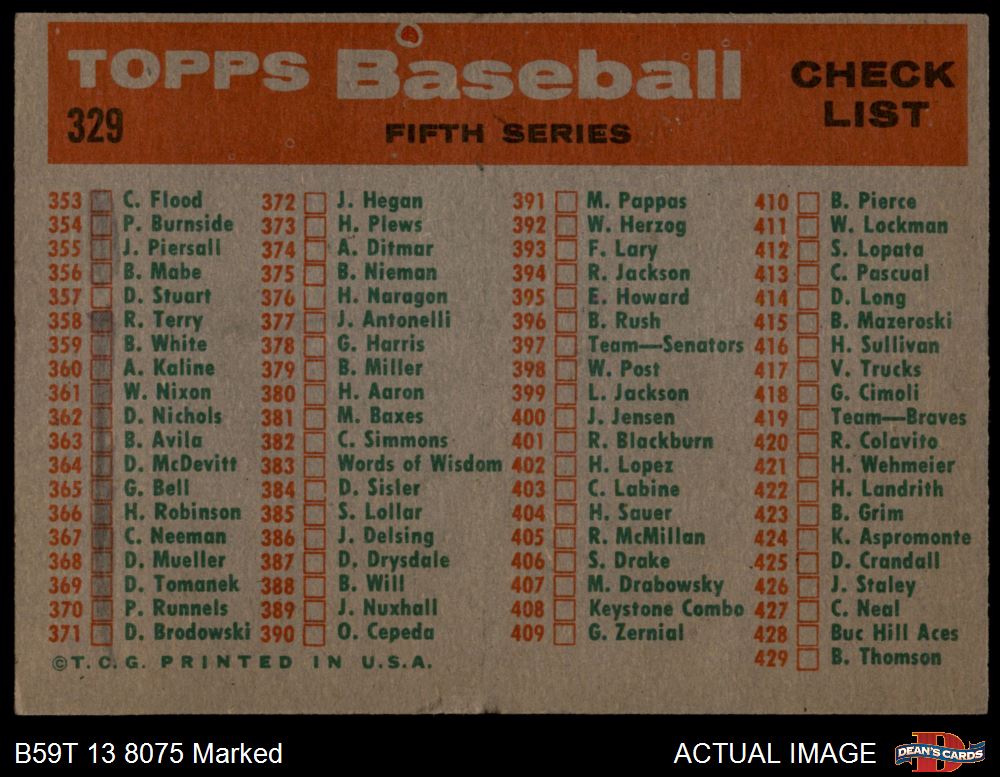 TOPPS Baseball
CHECK LIST
329
FIFTH SERIES
353 C. Flood
354 P. Burnside
355 J. Piersall
356 B. Mabe
357 D. Stuart
358 R. Terry
359 B. White
360 A. Kaline
361 W. Nixon
362 D. Nichols
363 B. Avila
364 D. McDevitt
365 G. Bell
366 H. Robinson
367 C. Neeman
368 D. Mueller
369 D. Tomanek
370 P. Runnels
371 D. Brodowski
372 J. Hegan
373 H. Plews
374 A. Ditmar
375 B. Nieman
376 H. Naragon
377 J. Antonelli
378 G. Harris
379 B. Miller
380 H. Aaron
381 M. Baxes
382 C. Simmons
383 Words of Wisdom
384 D. Sisler
385 S. Lollar
386 J. Delsing
387 D. Drysdale
388 B. Will
389 J. Nuxhall
390 O. Cepeda
391 M. Pappas
392 W. Herzog
393 F. Lary
394 R. Jackson
395 E. Howard
396 B. Rush
397 Team—Senators
398 W. Post
399 L. Jackson
400 J. Jensen
401 R. Blackburn
402 H. Lopez
403 C. Labine
404 H. Sauer
405 R. McMillan
406 S. Drake
407 M. Drabowsky
408 Keystone Combo
409 G. Zernial
410 B. Pierce
411 W. Lockman
412 S. Lopata
413 C. Pascual
414 D. Long
415 B. Mazeroski
416 H. Sullivan
417 V. Trucks
418 G. Cimoli
419 Team—Braves
420 R. Colavito
421 H. Wehmeier
422 H. Landrith
423 B. Grim
424 K. Aspromonte
425 D. Crandall
426 J. Staley
427 C. Neal
428 Buc Hill Aces
429 B. Thomson
©T.C.G. PRINTED IN U.S.A.
B59T 13 8075 Marked
ACTUAL IMAGE
DEAN'S CARDS